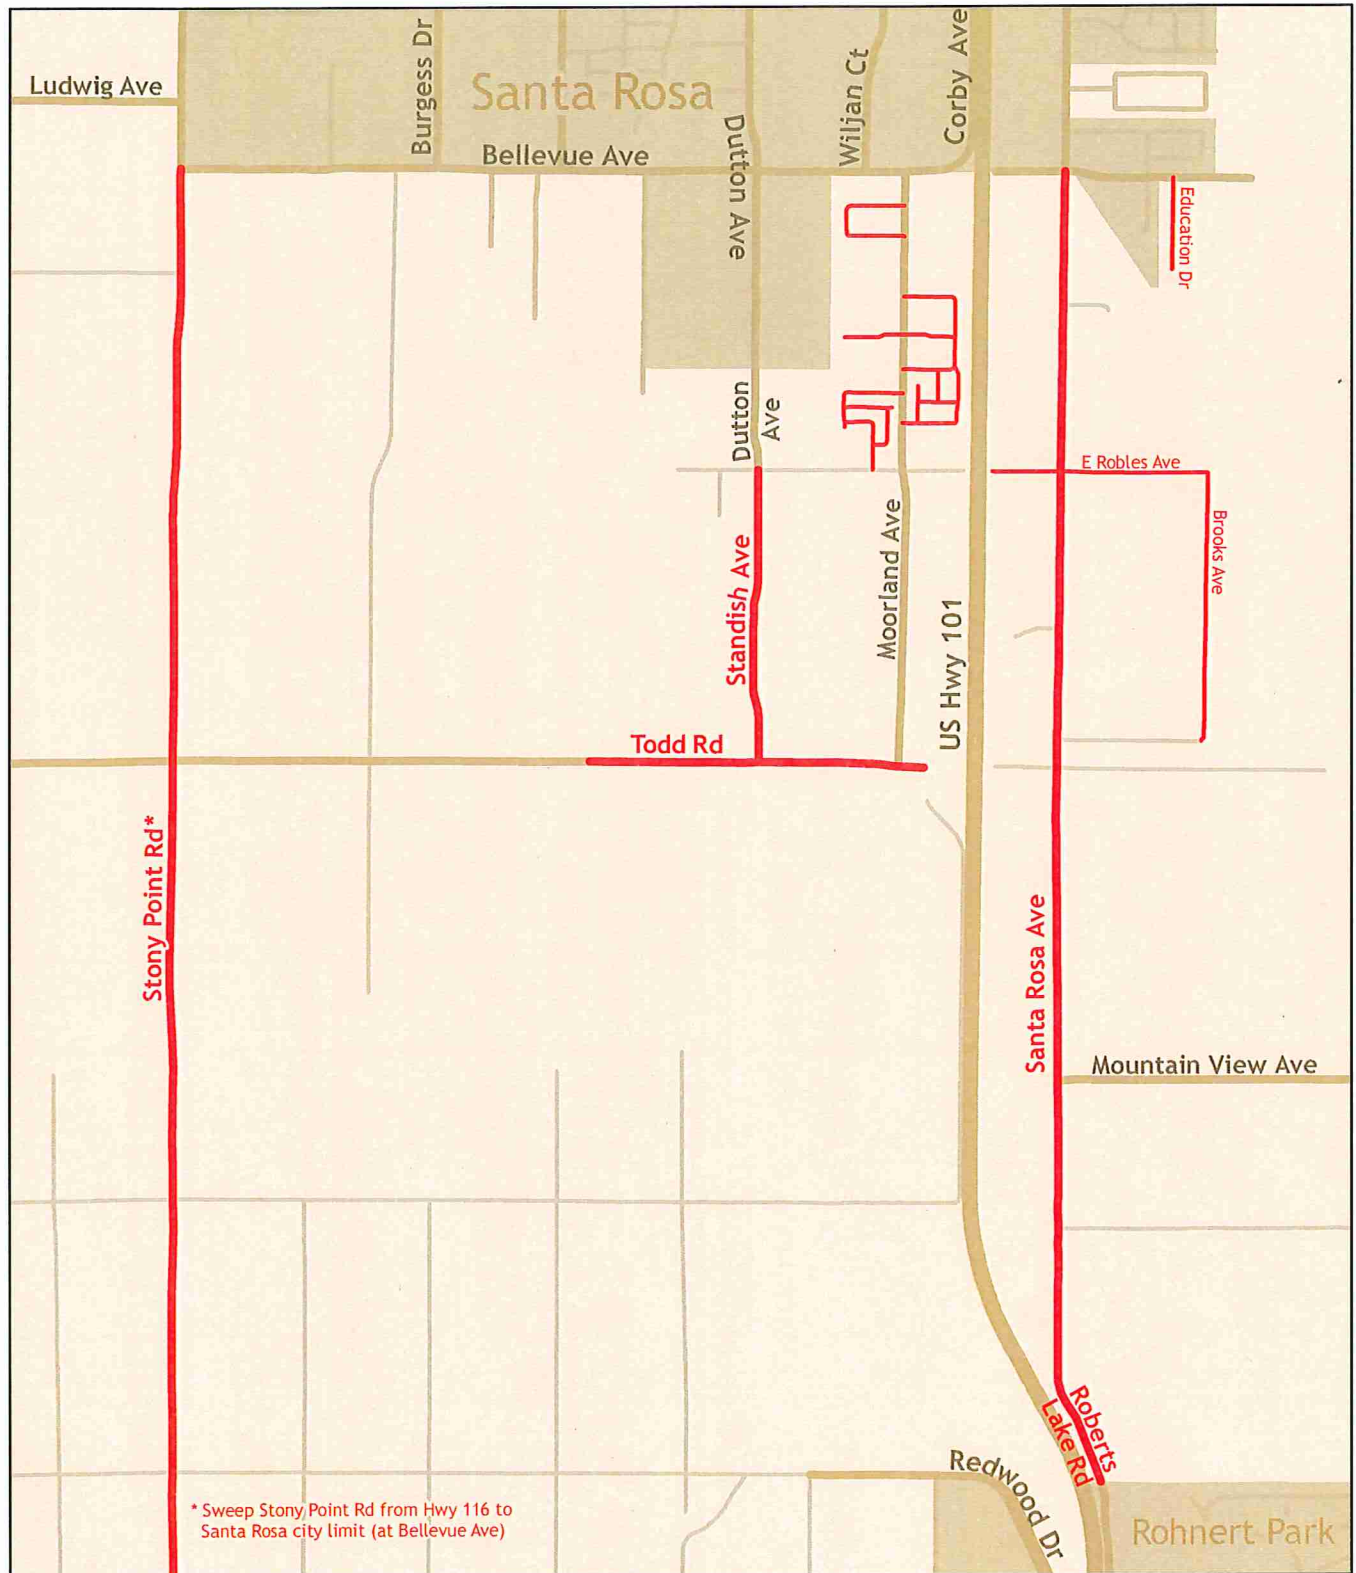 Ludwig Ave
Burgess Dr
Santa Rosa
Bellevue Ave
Dutton Ave
Wiljan Ct
Corby Ave
Education Dr
Dutton
Ave
E Robles Ave
Brooks Ave
Standish Ave
Moorland Ave
US Hwy 101
Todd Rd
Stony Point Rd*
Santa Rosa Ave
Mountain View Ave
Roberts
Lake Rd
Redwood Dr
* Sweep Stony Point Rd from Hwy 116 to
Santa Rosa city limit (at Bellevue Ave)
Rohnert Park